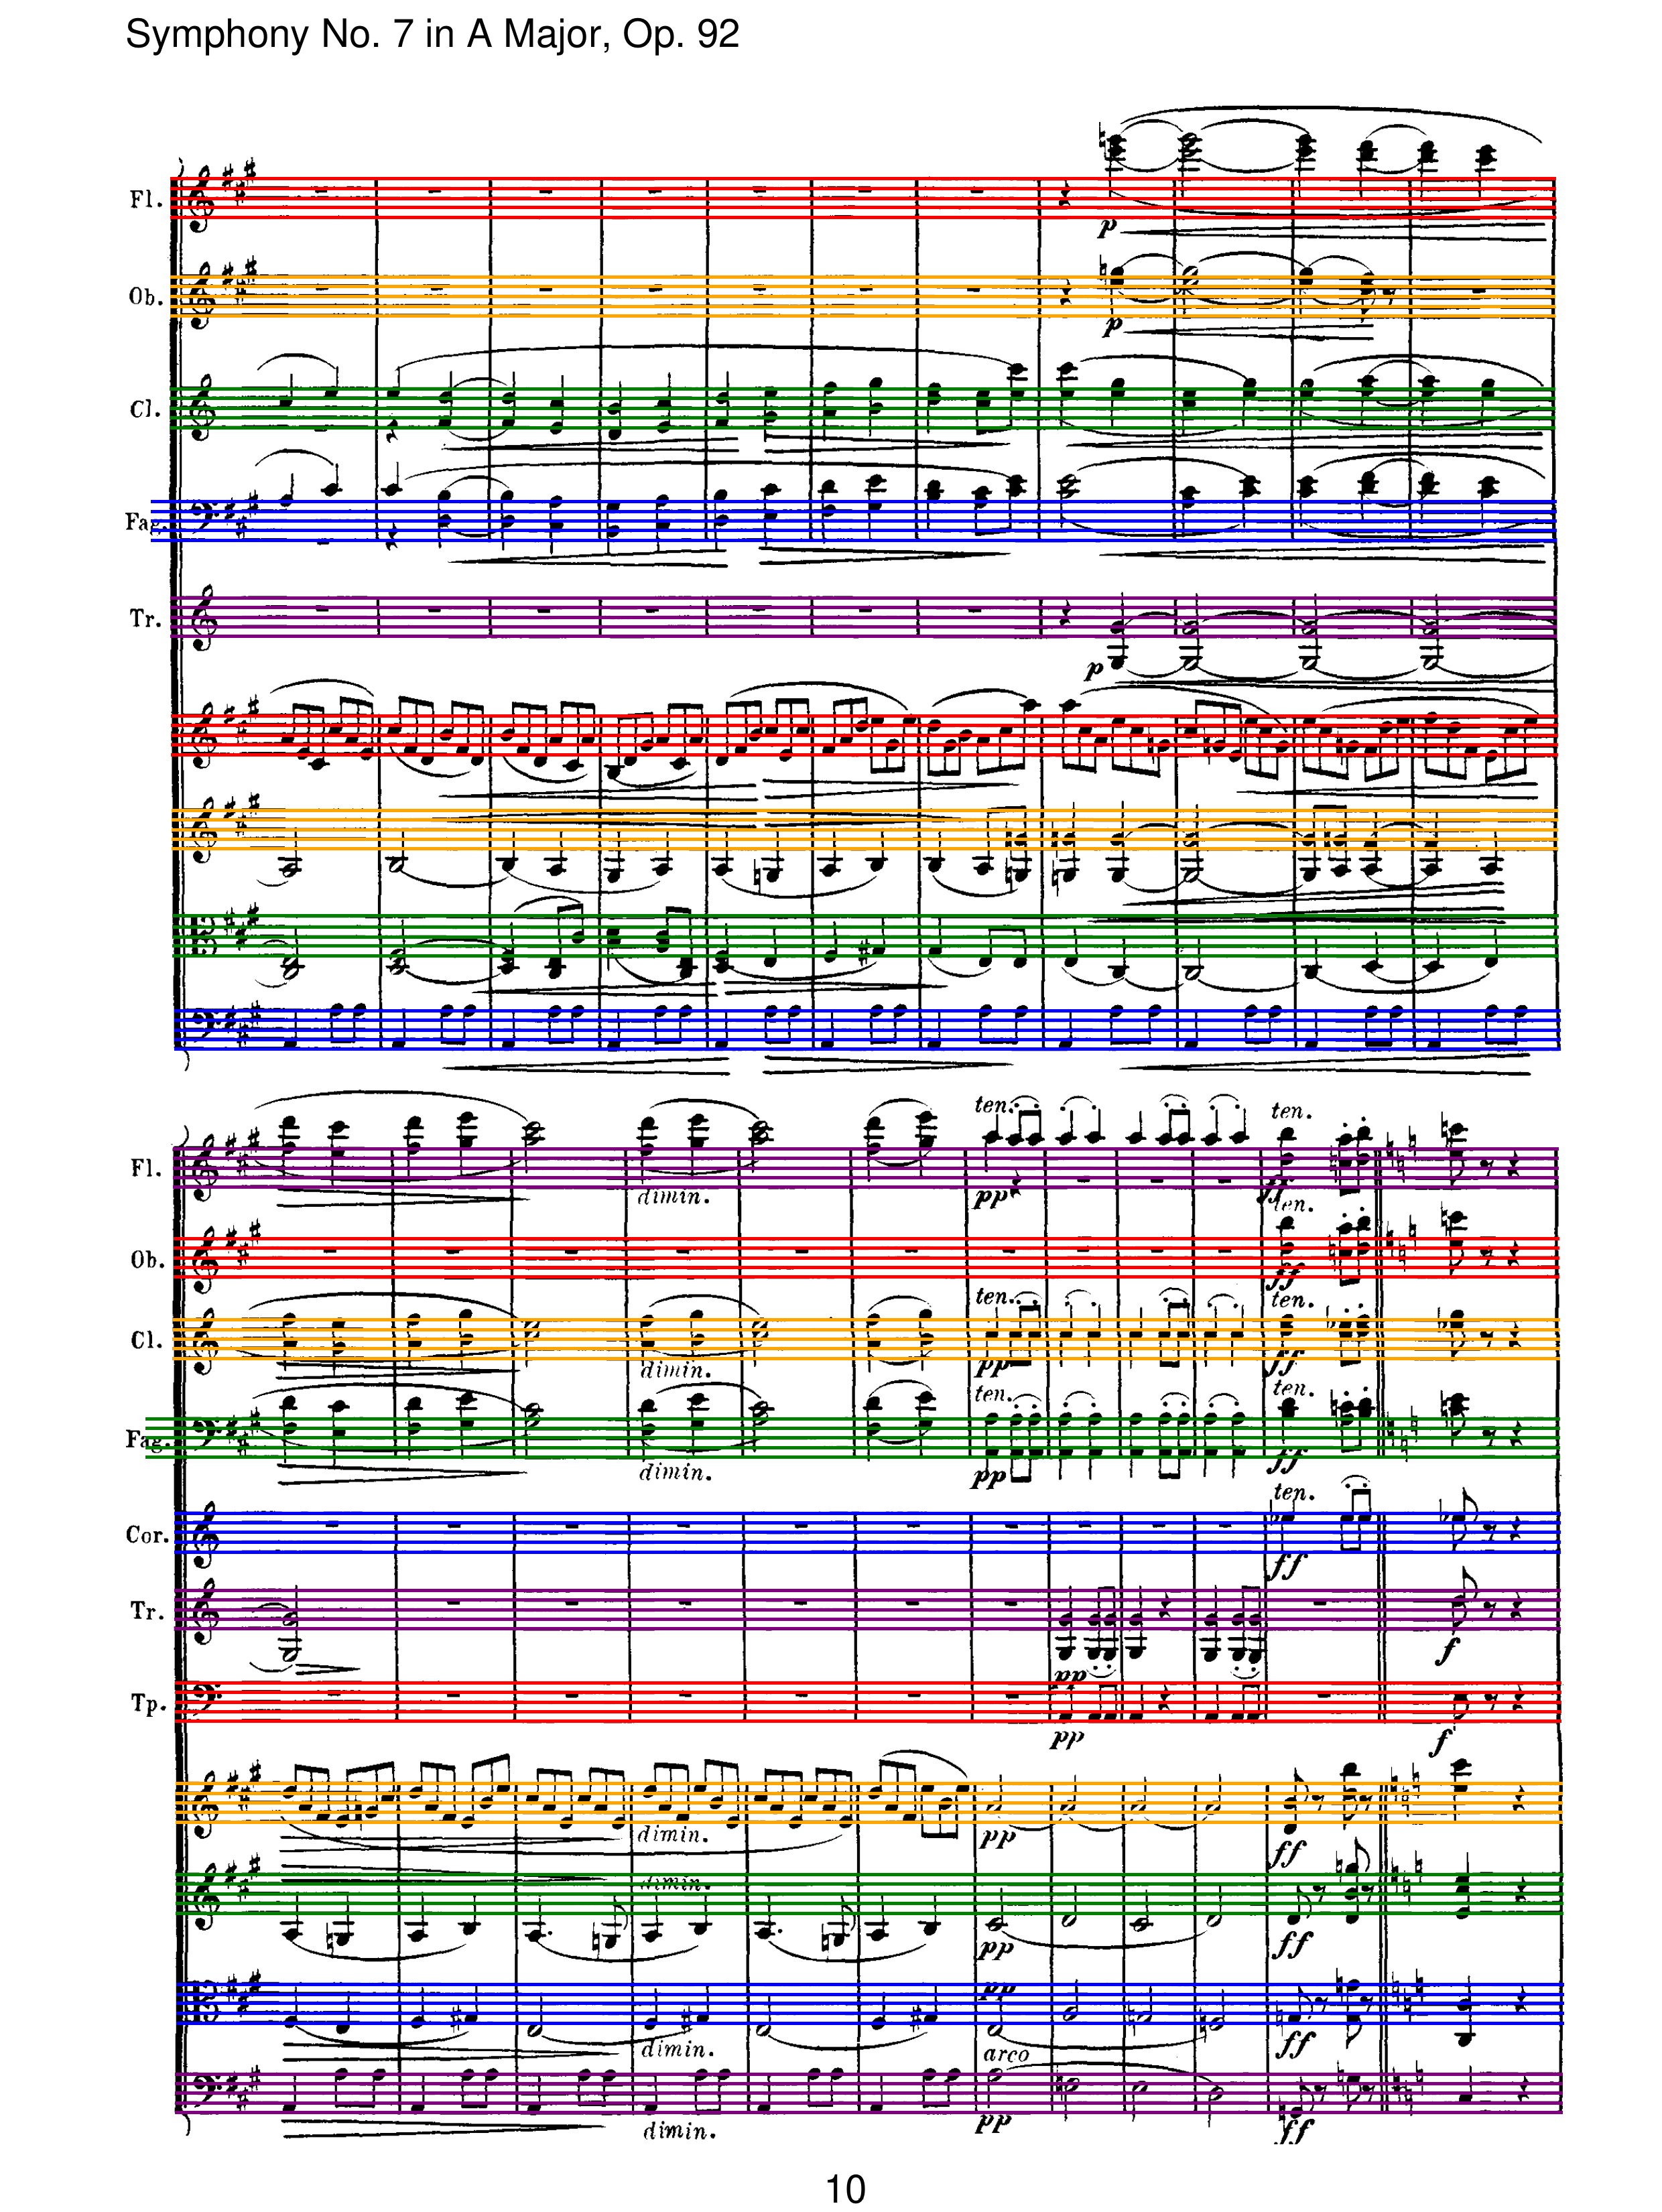 Symphony No. 7 in A Major, Op. 92
Fl.
p
Ob.
p
Cl.
Fag.
Tr.
p
ten. ten.
Fl.
dimin. pp ff
ten.
Ob.
ff
ten. ten.
Cl.
dimin. pp ff
ten. ten.
Fag.
dimin. pp ff
ten.
Cor.
ff
Tr.
f
pp
Tp.
pp f
dimin. pp ff
dimin.
pp ff
pp
dimin. ff
arco
pp ff
dimin.
10